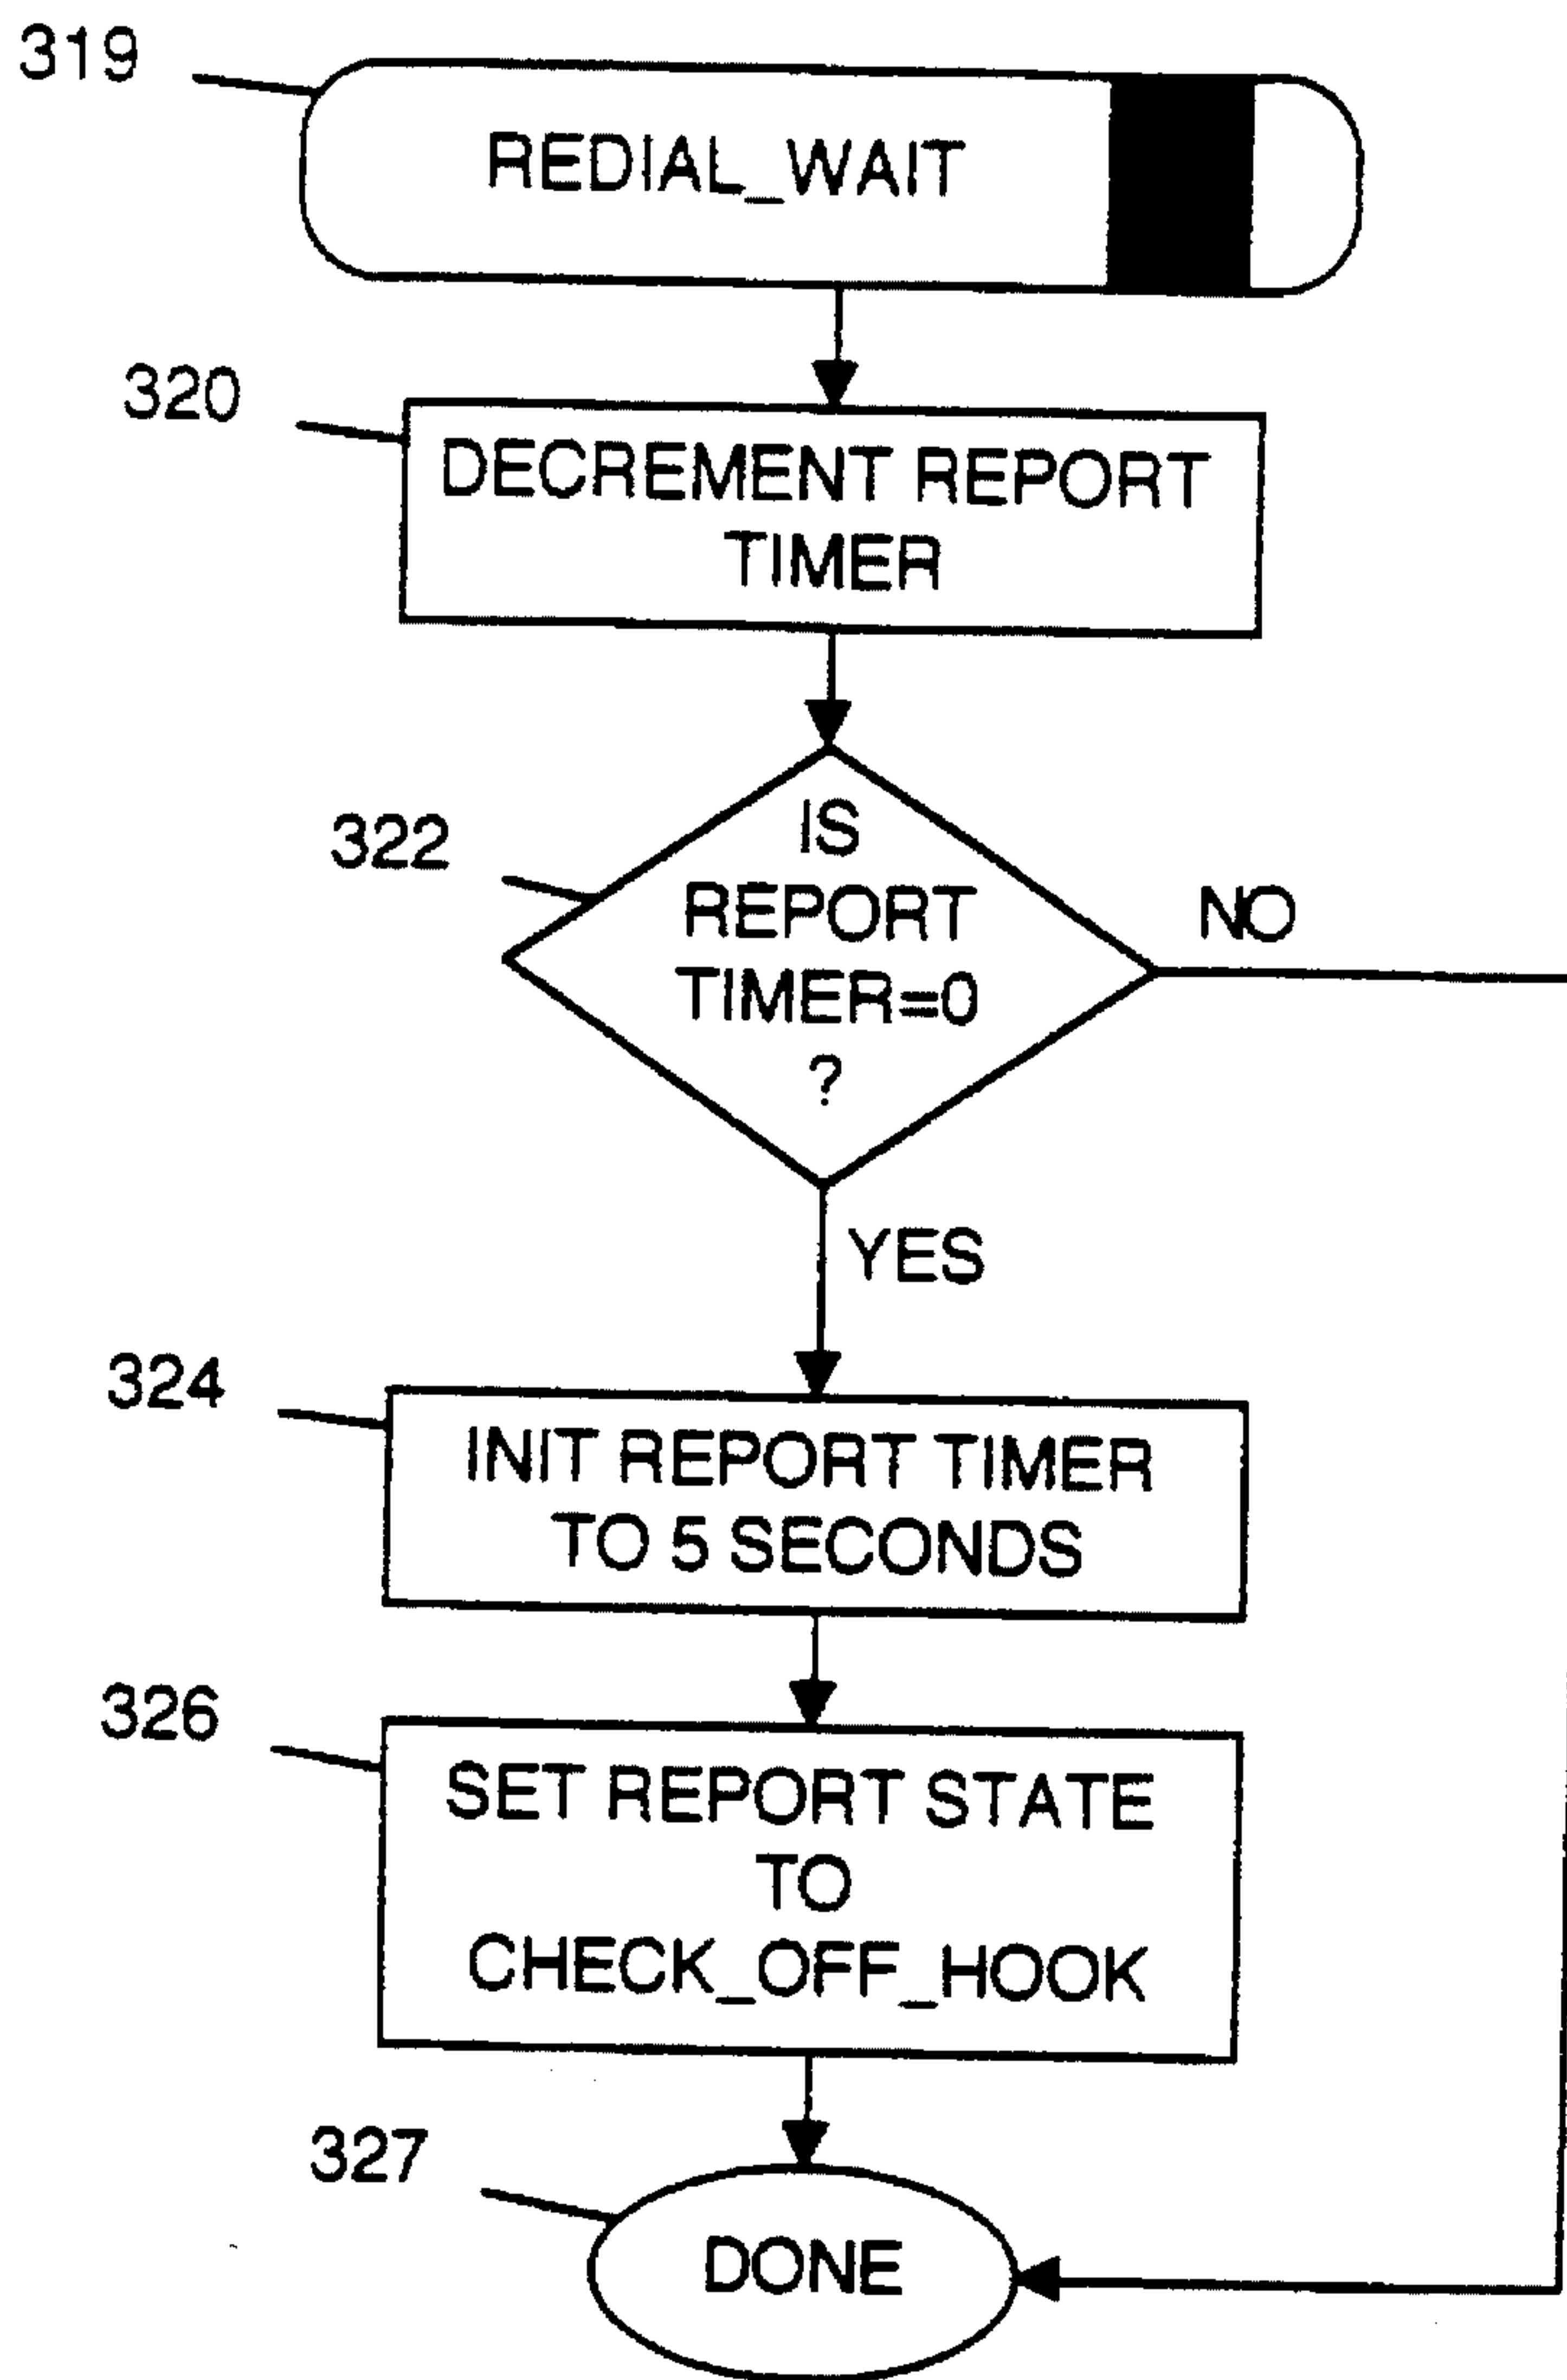 319
REDIAL_WAIT
320
DECREMENT REPORT
TIMER
322
IS
REPORT
TIMER=0
?
NO
YES
324
INIT REPORT TIMER
TO 5 SECONDS
326
SET REPORT STATE
TO
CHECK_OFF_HOOK
327
DONE